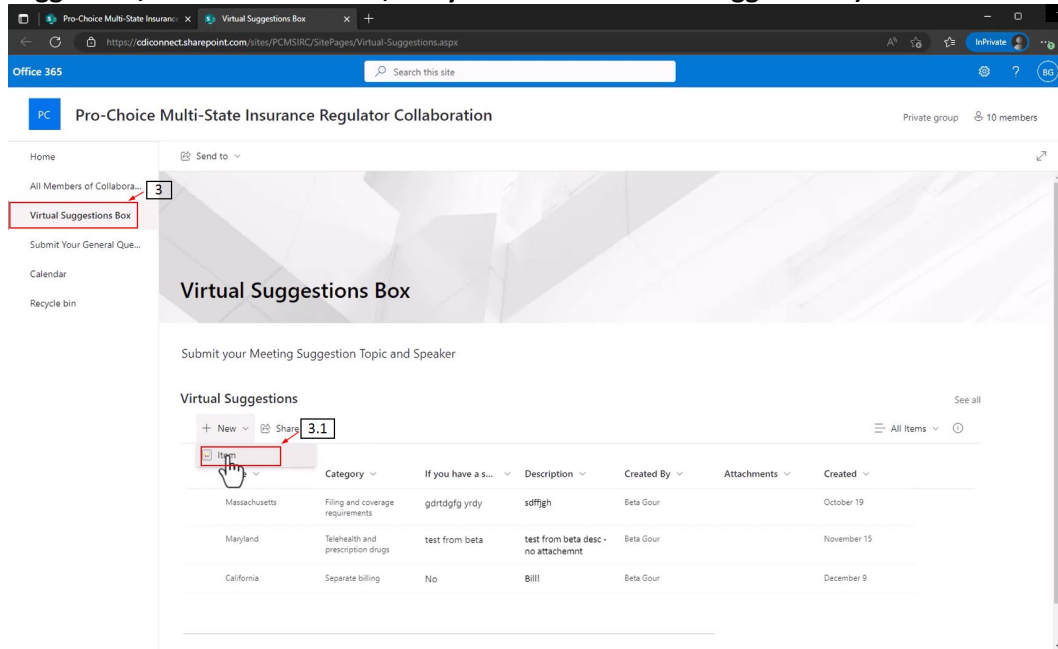 Pro-Choice Multi-State Insuranc
Virtual Suggestions Box
https://cdiconnect.sharepoint.com/sites/PCMSIRC/SitePages/Virtual-Suggestions.aspx
InPrivate
Office 365
Search this site
BG
PC
Pro-Choice Multi-State Insurance Regulator Collaboration
Private group
10 members
Home
Send to
All Members of Collabora...
3
Virtual Suggestions Box
Submit Your General Que...
Calendar
Virtual Suggestions Box
Recycle bin
Submit your Meeting Suggestion Topic and Speaker
Virtual Suggestions
See all
+ New
Share
3.1
All Items
Item
Category
If you have a s...
Description
Created By
Attachments
Created
Massachusetts
Filing and coverage requirements
gdrtdgfg yrdy
sdffjgh
Beta Gour
October 19
Maryland
Telehealth and prescription drugs
test from beta
test from beta desc - no attachemnt
Beta Gour
November 15
California
Separate billing
No
Bill!
Beta Gour
December 9